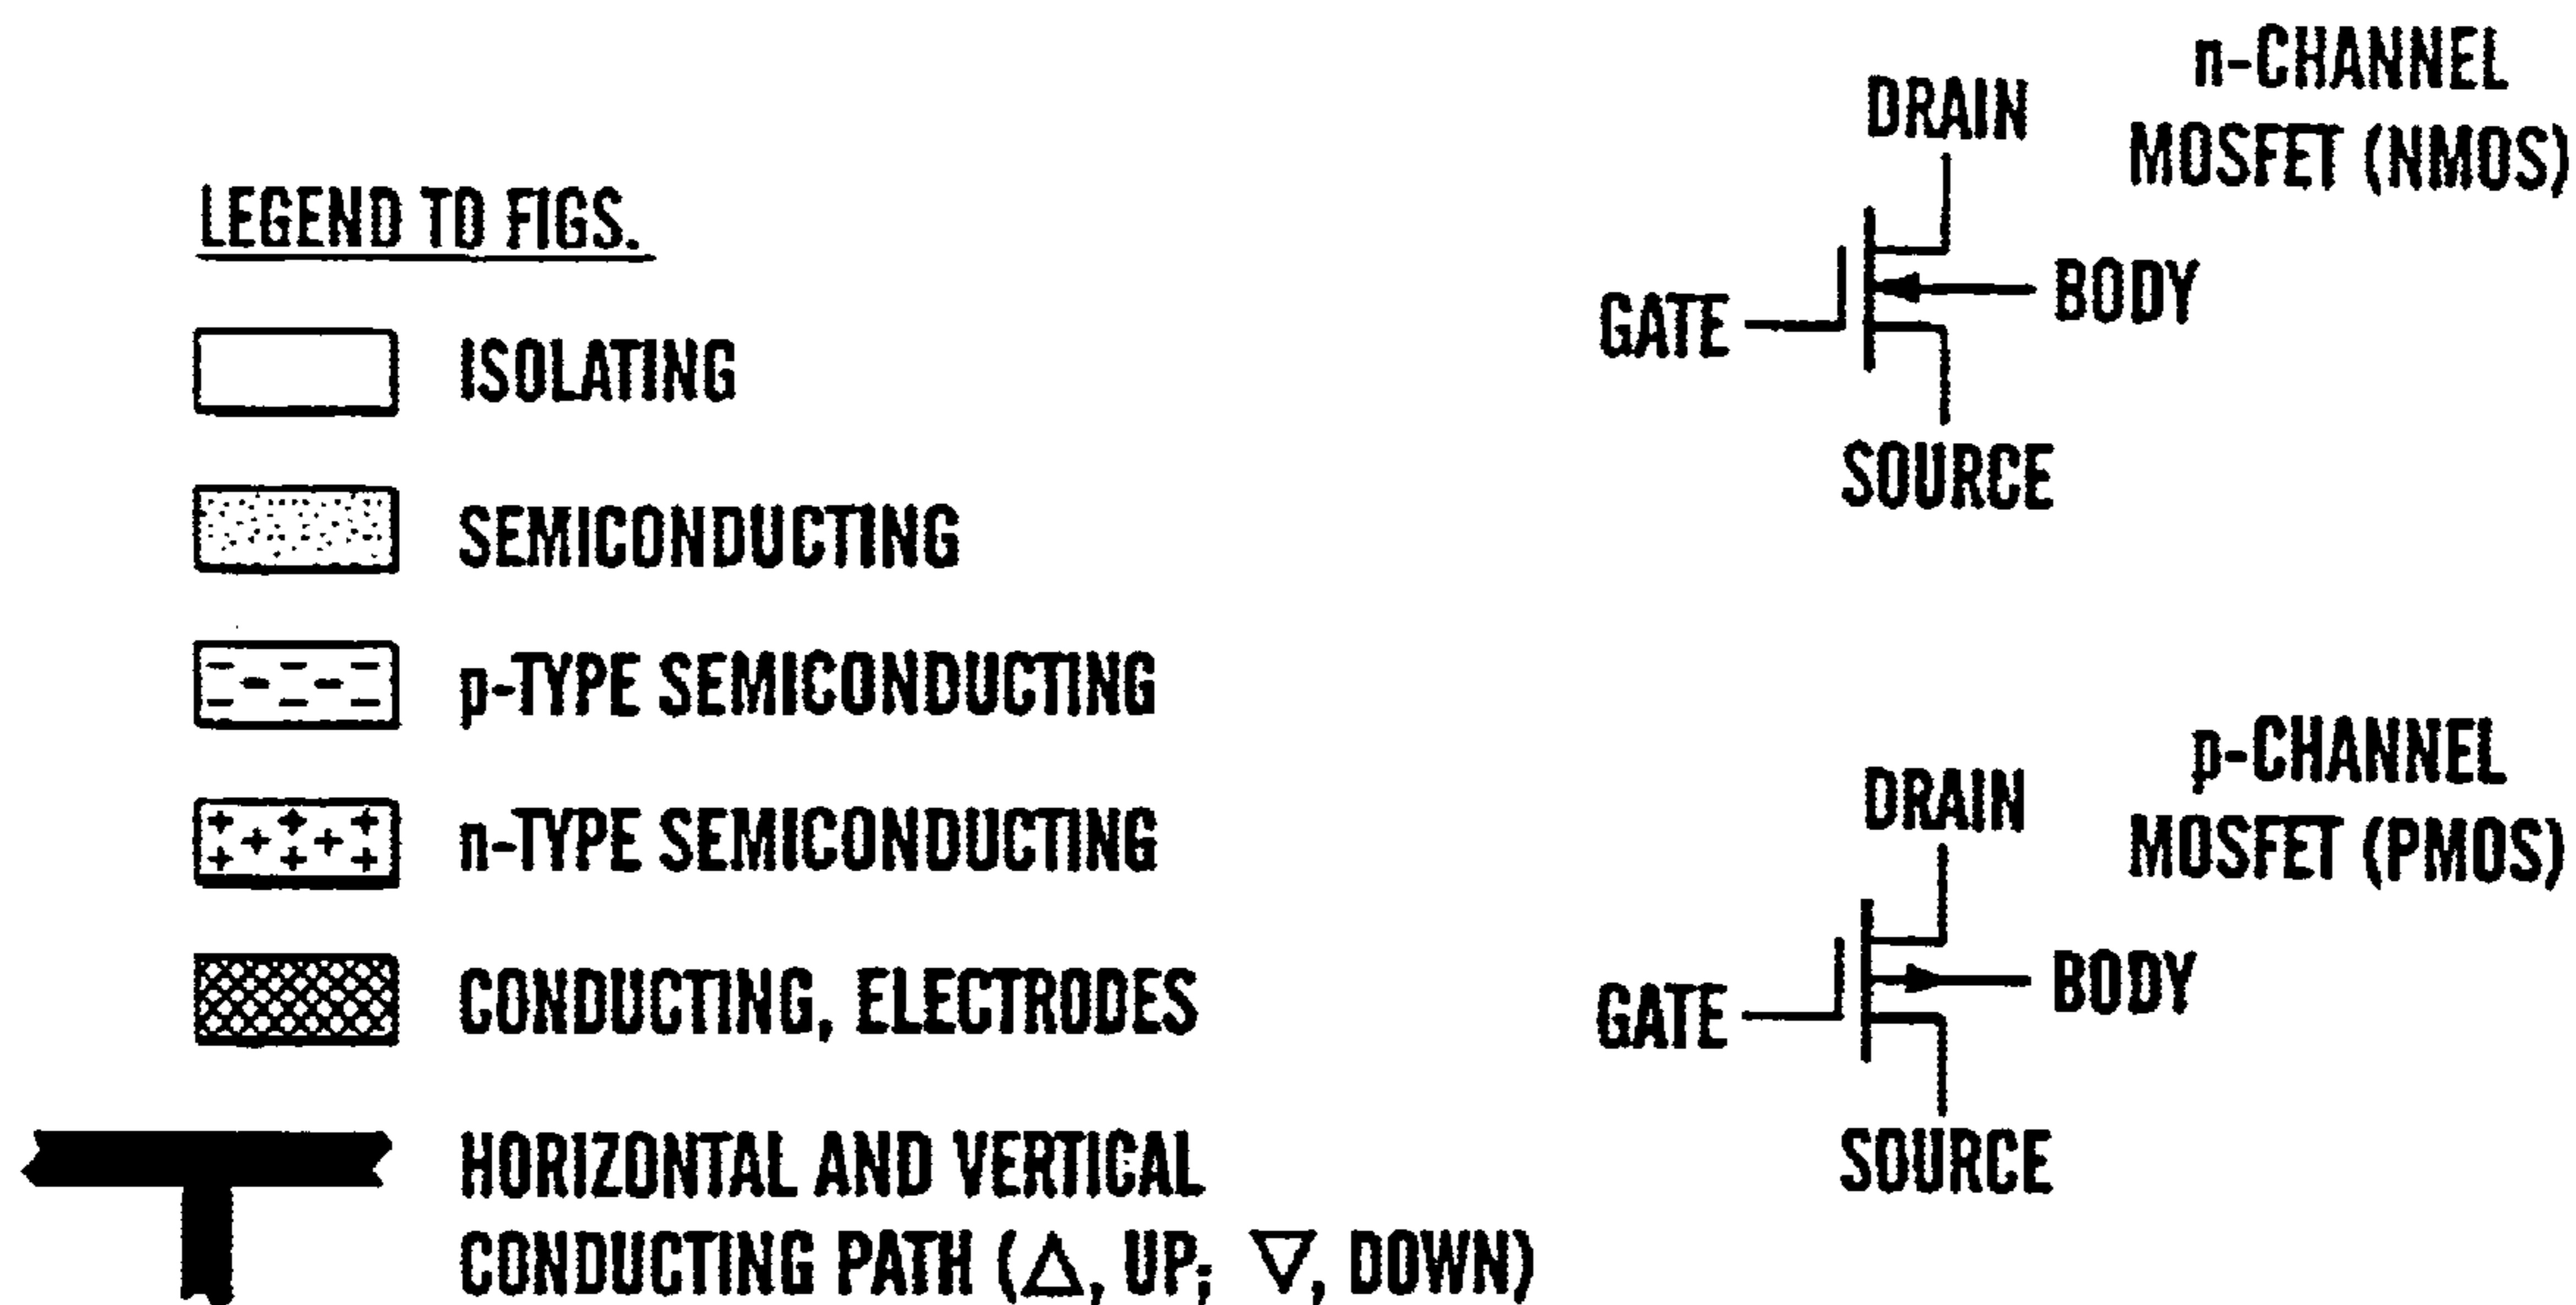 LEGEND TO FIGS.
ISOLATING
SEMICONDUCTING
p-TYPE SEMICONDUCTING
n-TYPE SEMICONDUCTING
CONDUCTING, ELECTRODES
HORIZONTAL AND VERTICAL
CONDUCTING PATH (△, UP; ▽, DOWN)
n-CHANNEL
MOSFET (NMOS)
DRAIN
GATE
BODY
SOURCE
p-CHANNEL
MOSFET (PMOS)
DRAIN
GATE
BODY
SOURCE